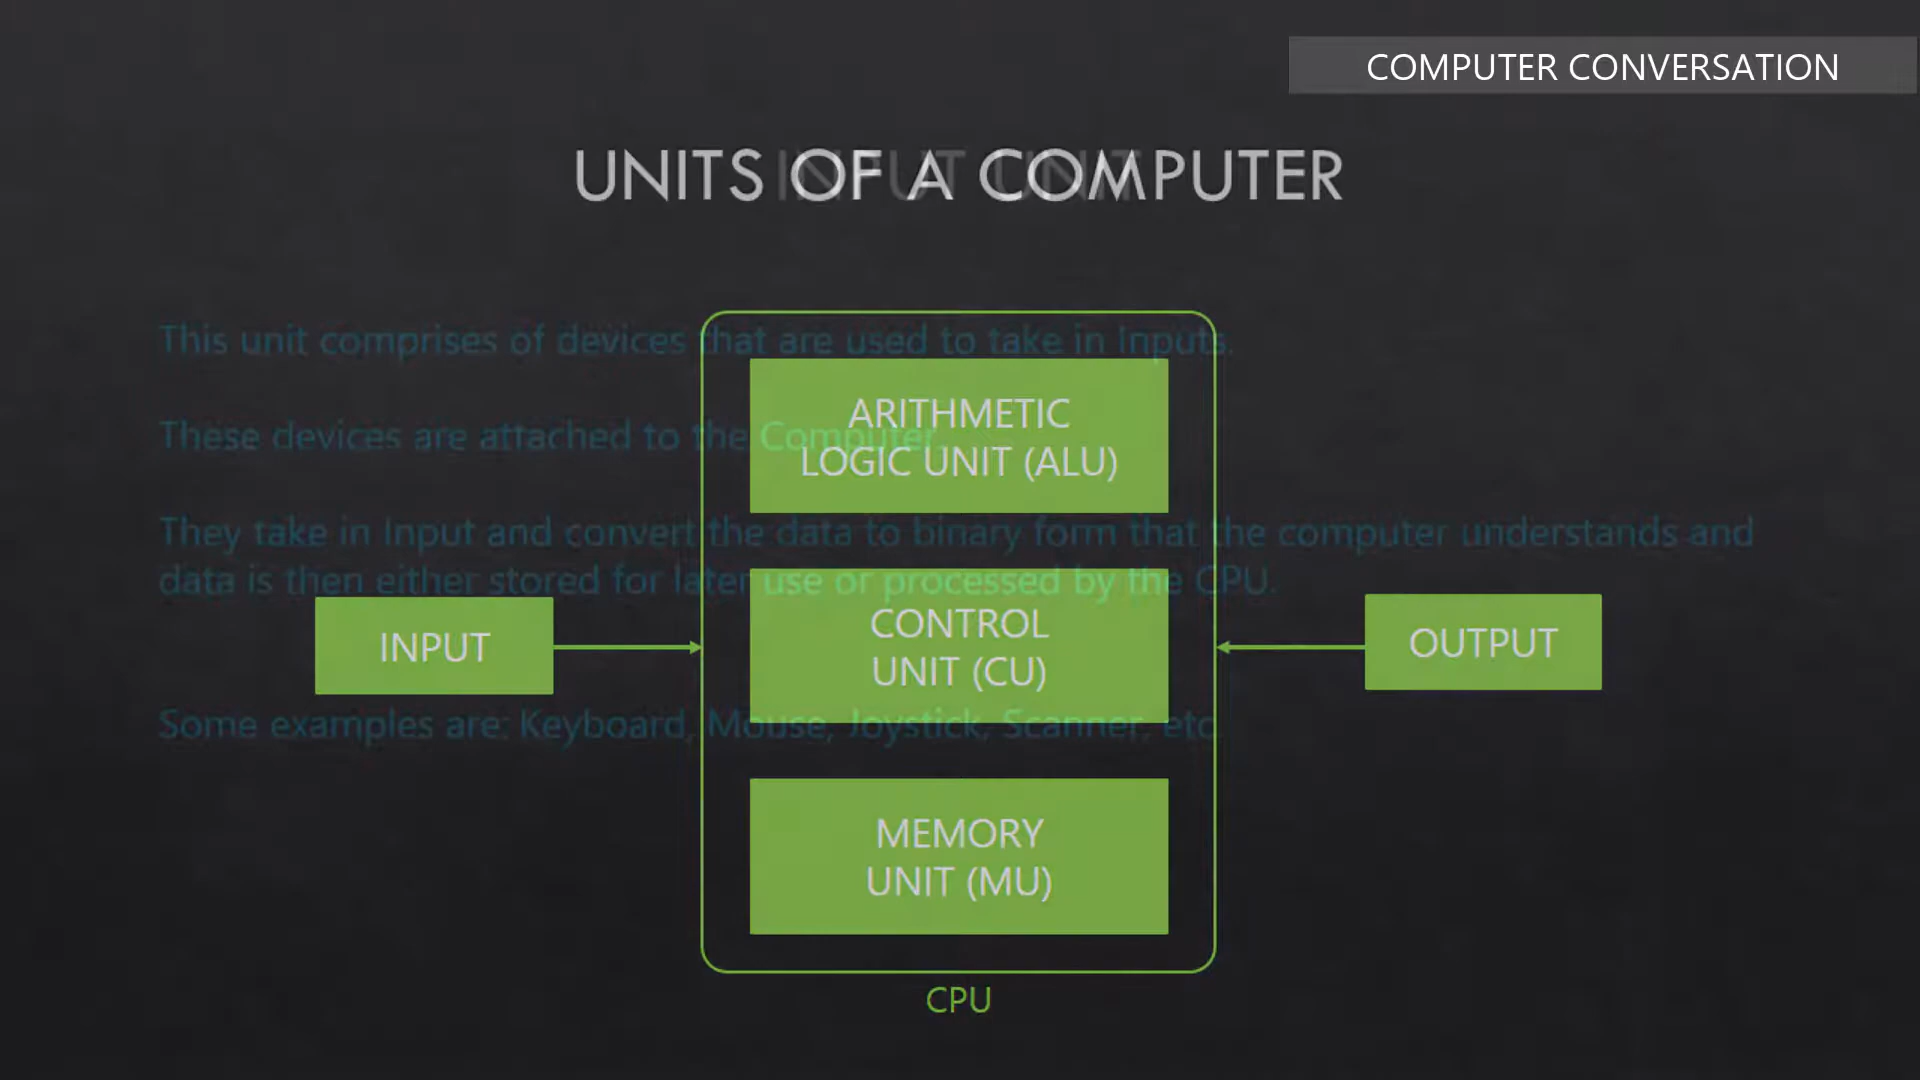 COMPUTER CONVERSATION
UNITS OF A COMPUTER
INPUT UNIT
This unit comprises of devices that are used to take in Inputs.
These devices are attached to the Computer.
They take in Input and convert the data to binary form that the computer understands and
data is then either stored for later use or processed by the CPU.
Some examples are: Keyboard, Mouse, Joystick, Scanner, etc.
ARITHMETIC
LOGIC UNIT (ALU)
INPUT
CONTROL
UNIT (CU)
OUTPUT
MEMORY
UNIT (MU)
CPU